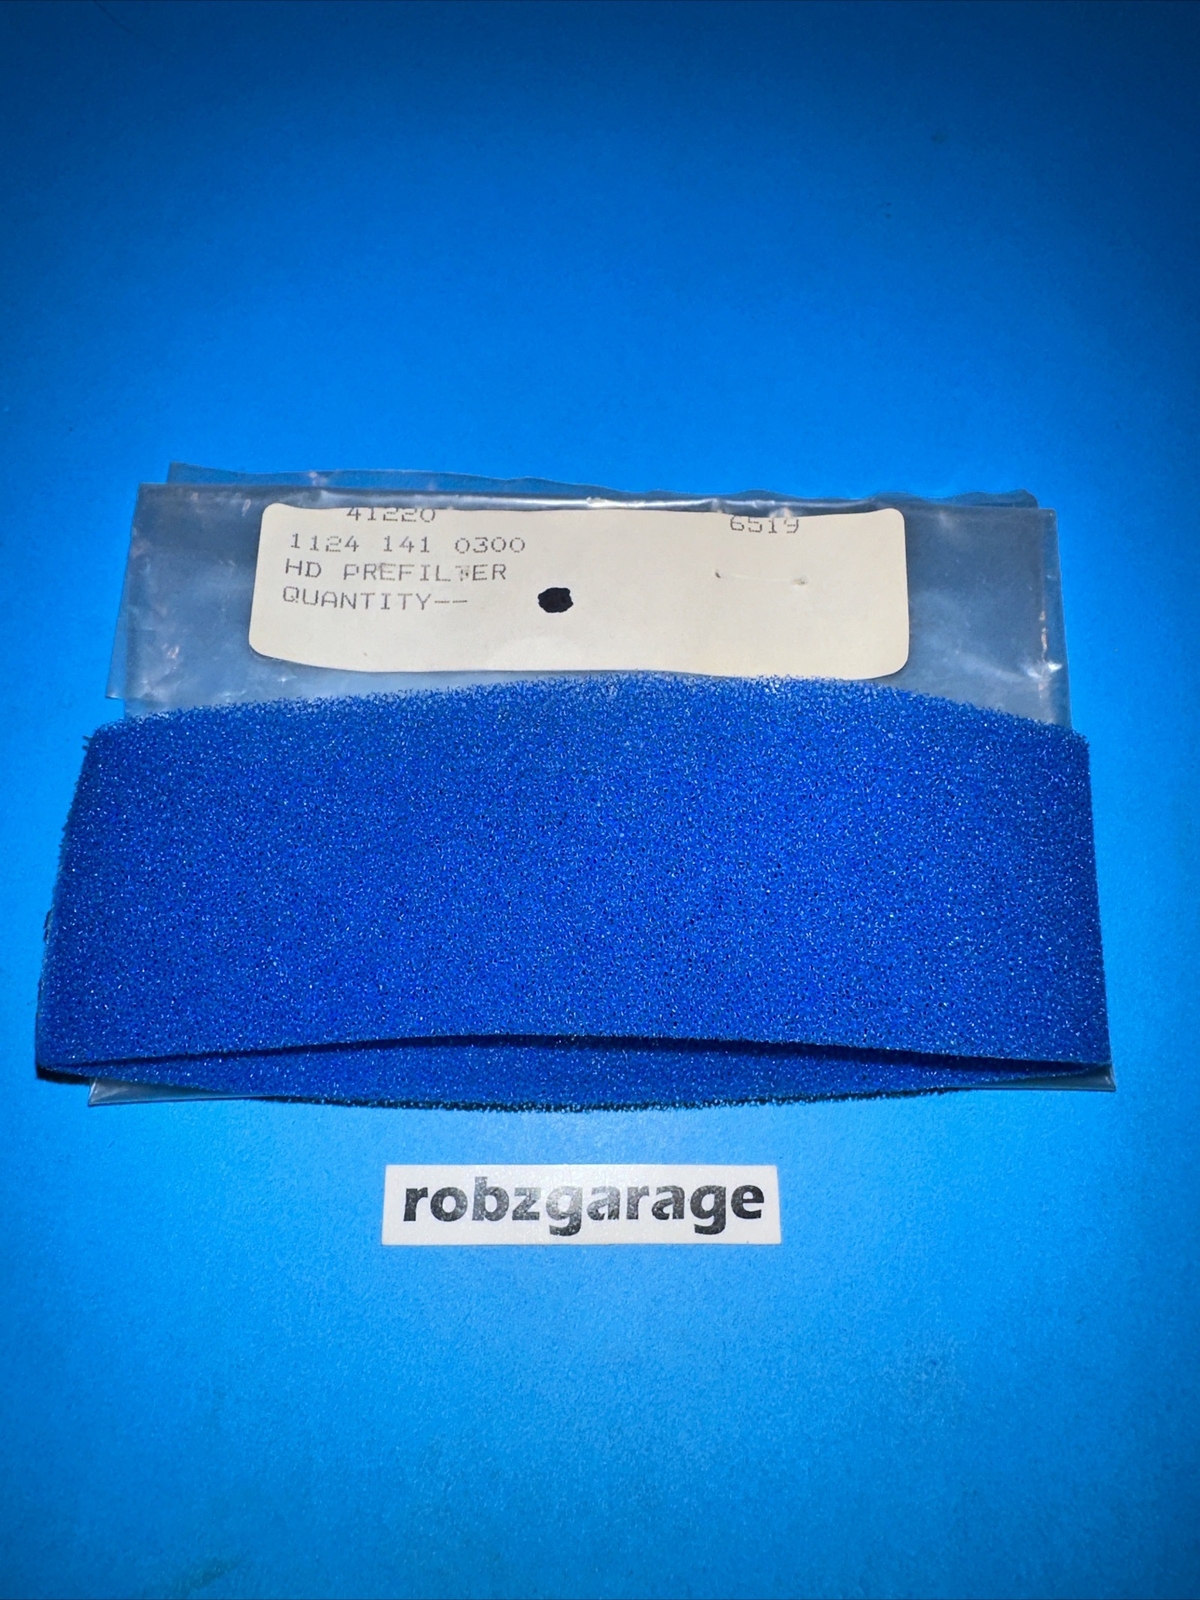 41220 6519
1124 141 0300
HD PREFILTER
QUANTITY--
robzgarage